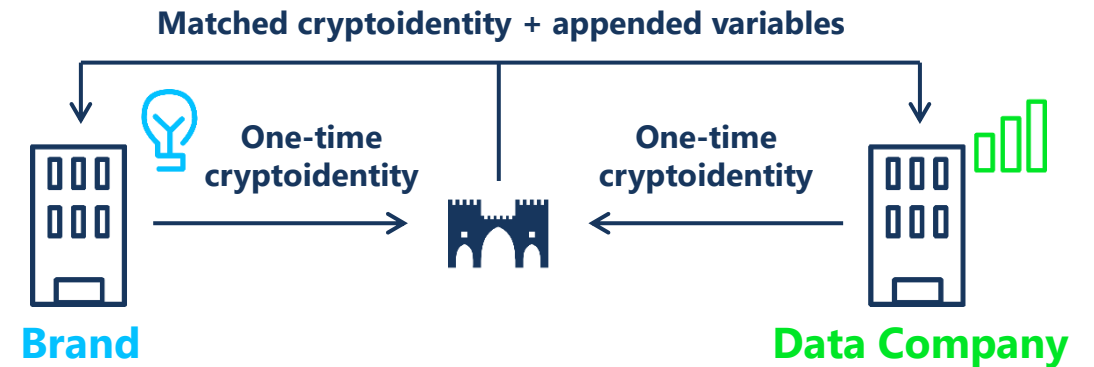 Matched cryptoidentity + appended variables
One-time
cryptoidentity
One-time
cryptoidentity
Brand
Data Company